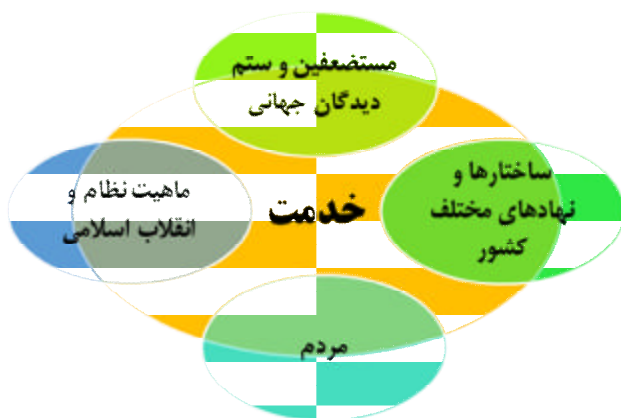 مستضعفین و ستم
دیدگان جهانی
ساختارها و
نهادهای مختلف
کشور
خدمت
ماهیت نظام و
انقلاب اسلامی
مردم